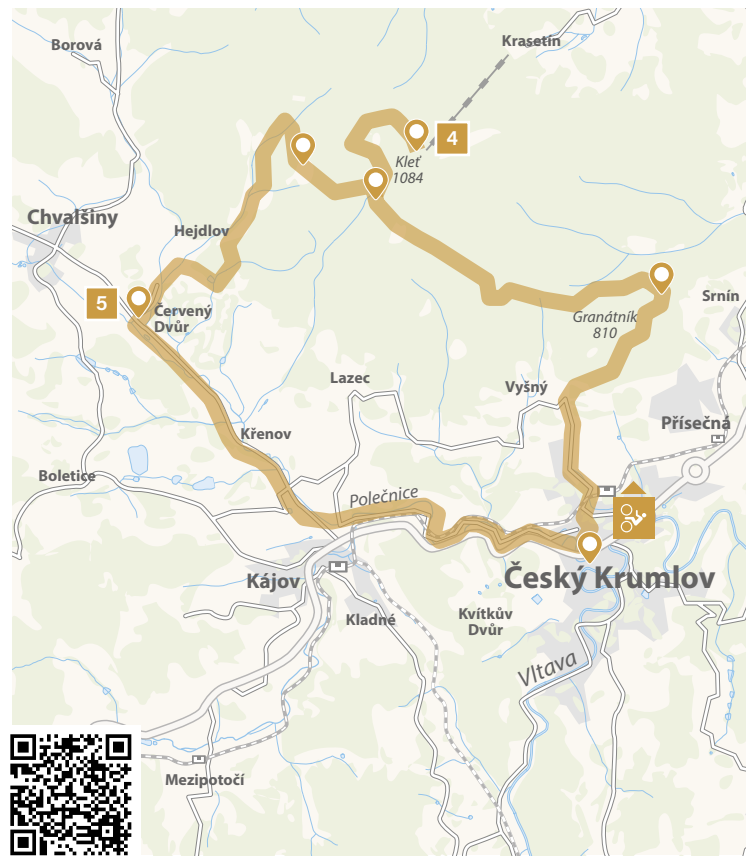 Krasetín
Borová
4
Kleť
1084
Chvalšiny
Hejdlov
5
Červený
Dvůr
Srnín
Granátník
810
Lazec
Vyšný
Přísečná
Křenov
Boletice
Polečnice
Český Krumlov
Kájov
Kladné
Kvítkův
Dvůr
Vltava
Mezipotočí